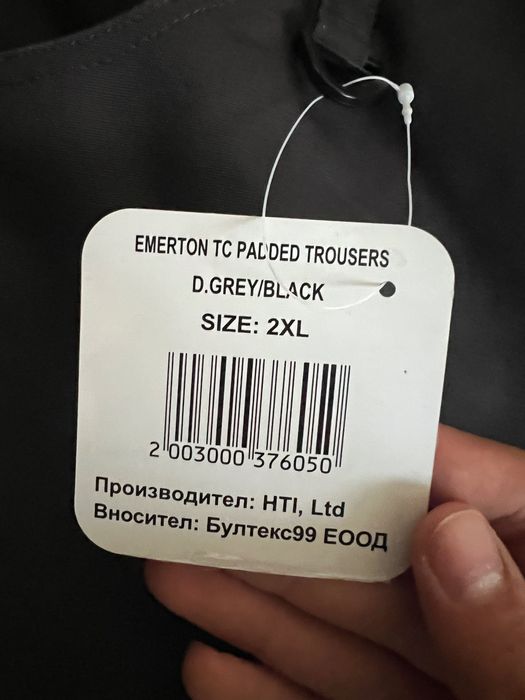 EMERTON TC PADDED TROUSERS
D.GREY/BLACK
SIZE: 2XL
2 003000 376050
Производител: HTI, Ltd
Вносител: Бултекс99 ЕООД